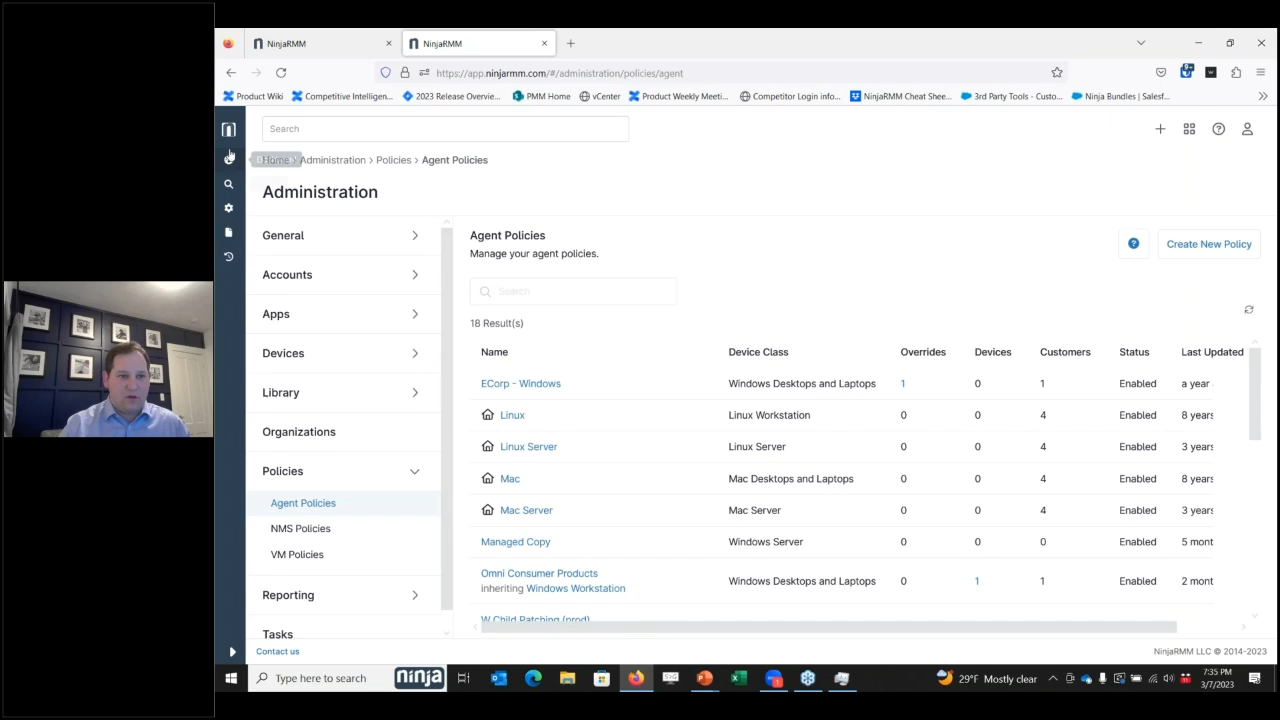 NinjaRMM
NinjaRMM
https://app.ninjarmm.com/#/administration/policies/agent
9+
Product Wiki
Competitive Intelligen...
2023 Release Overvie...
PMM Home
vCenter
Product Weekly Meeti...
Competitor Login info...
NinjaRMM Cheat Shee...
3rd Party Tools - Custo...
Ninja Bundles | Salesf...
Search
Home > Administration > Policies > Agent Policies
Administration
General
Accounts
Apps
Devices
Library
Organizations
Policies
Agent Policies
NMS Policies
VM Policies
Reporting
Tasks
Agent Policies
Manage your agent policies.
Create New Policy
Search
18 Result(s)
Name Device Class Overrides Devices Customers Status Last Updated
ECorp - Windows Windows Desktops and Laptops 1 0 1 Enabled a year
Linux Linux Workstation 0 0 4 Enabled 8 years
Linux Server Linux Server 0 0 4 Enabled 3 years
Mac Mac Desktops and Laptops 0 0 4 Enabled 8 years
Mac Server Mac Server 0 0 4 Enabled 3 years
Managed Copy Windows Server 0 0 0 Enabled 5 mont
Omni Consumer Products
inheriting Windows Workstation Windows Desktops and Laptops 0 1 1 Enabled 2 mont
W Child Patching (prod)
Contact us
NinjaRMM LLC © 2014-2023
Type here to search
ninja
29°F Mostly clear
7:35 PM
3/7/2023